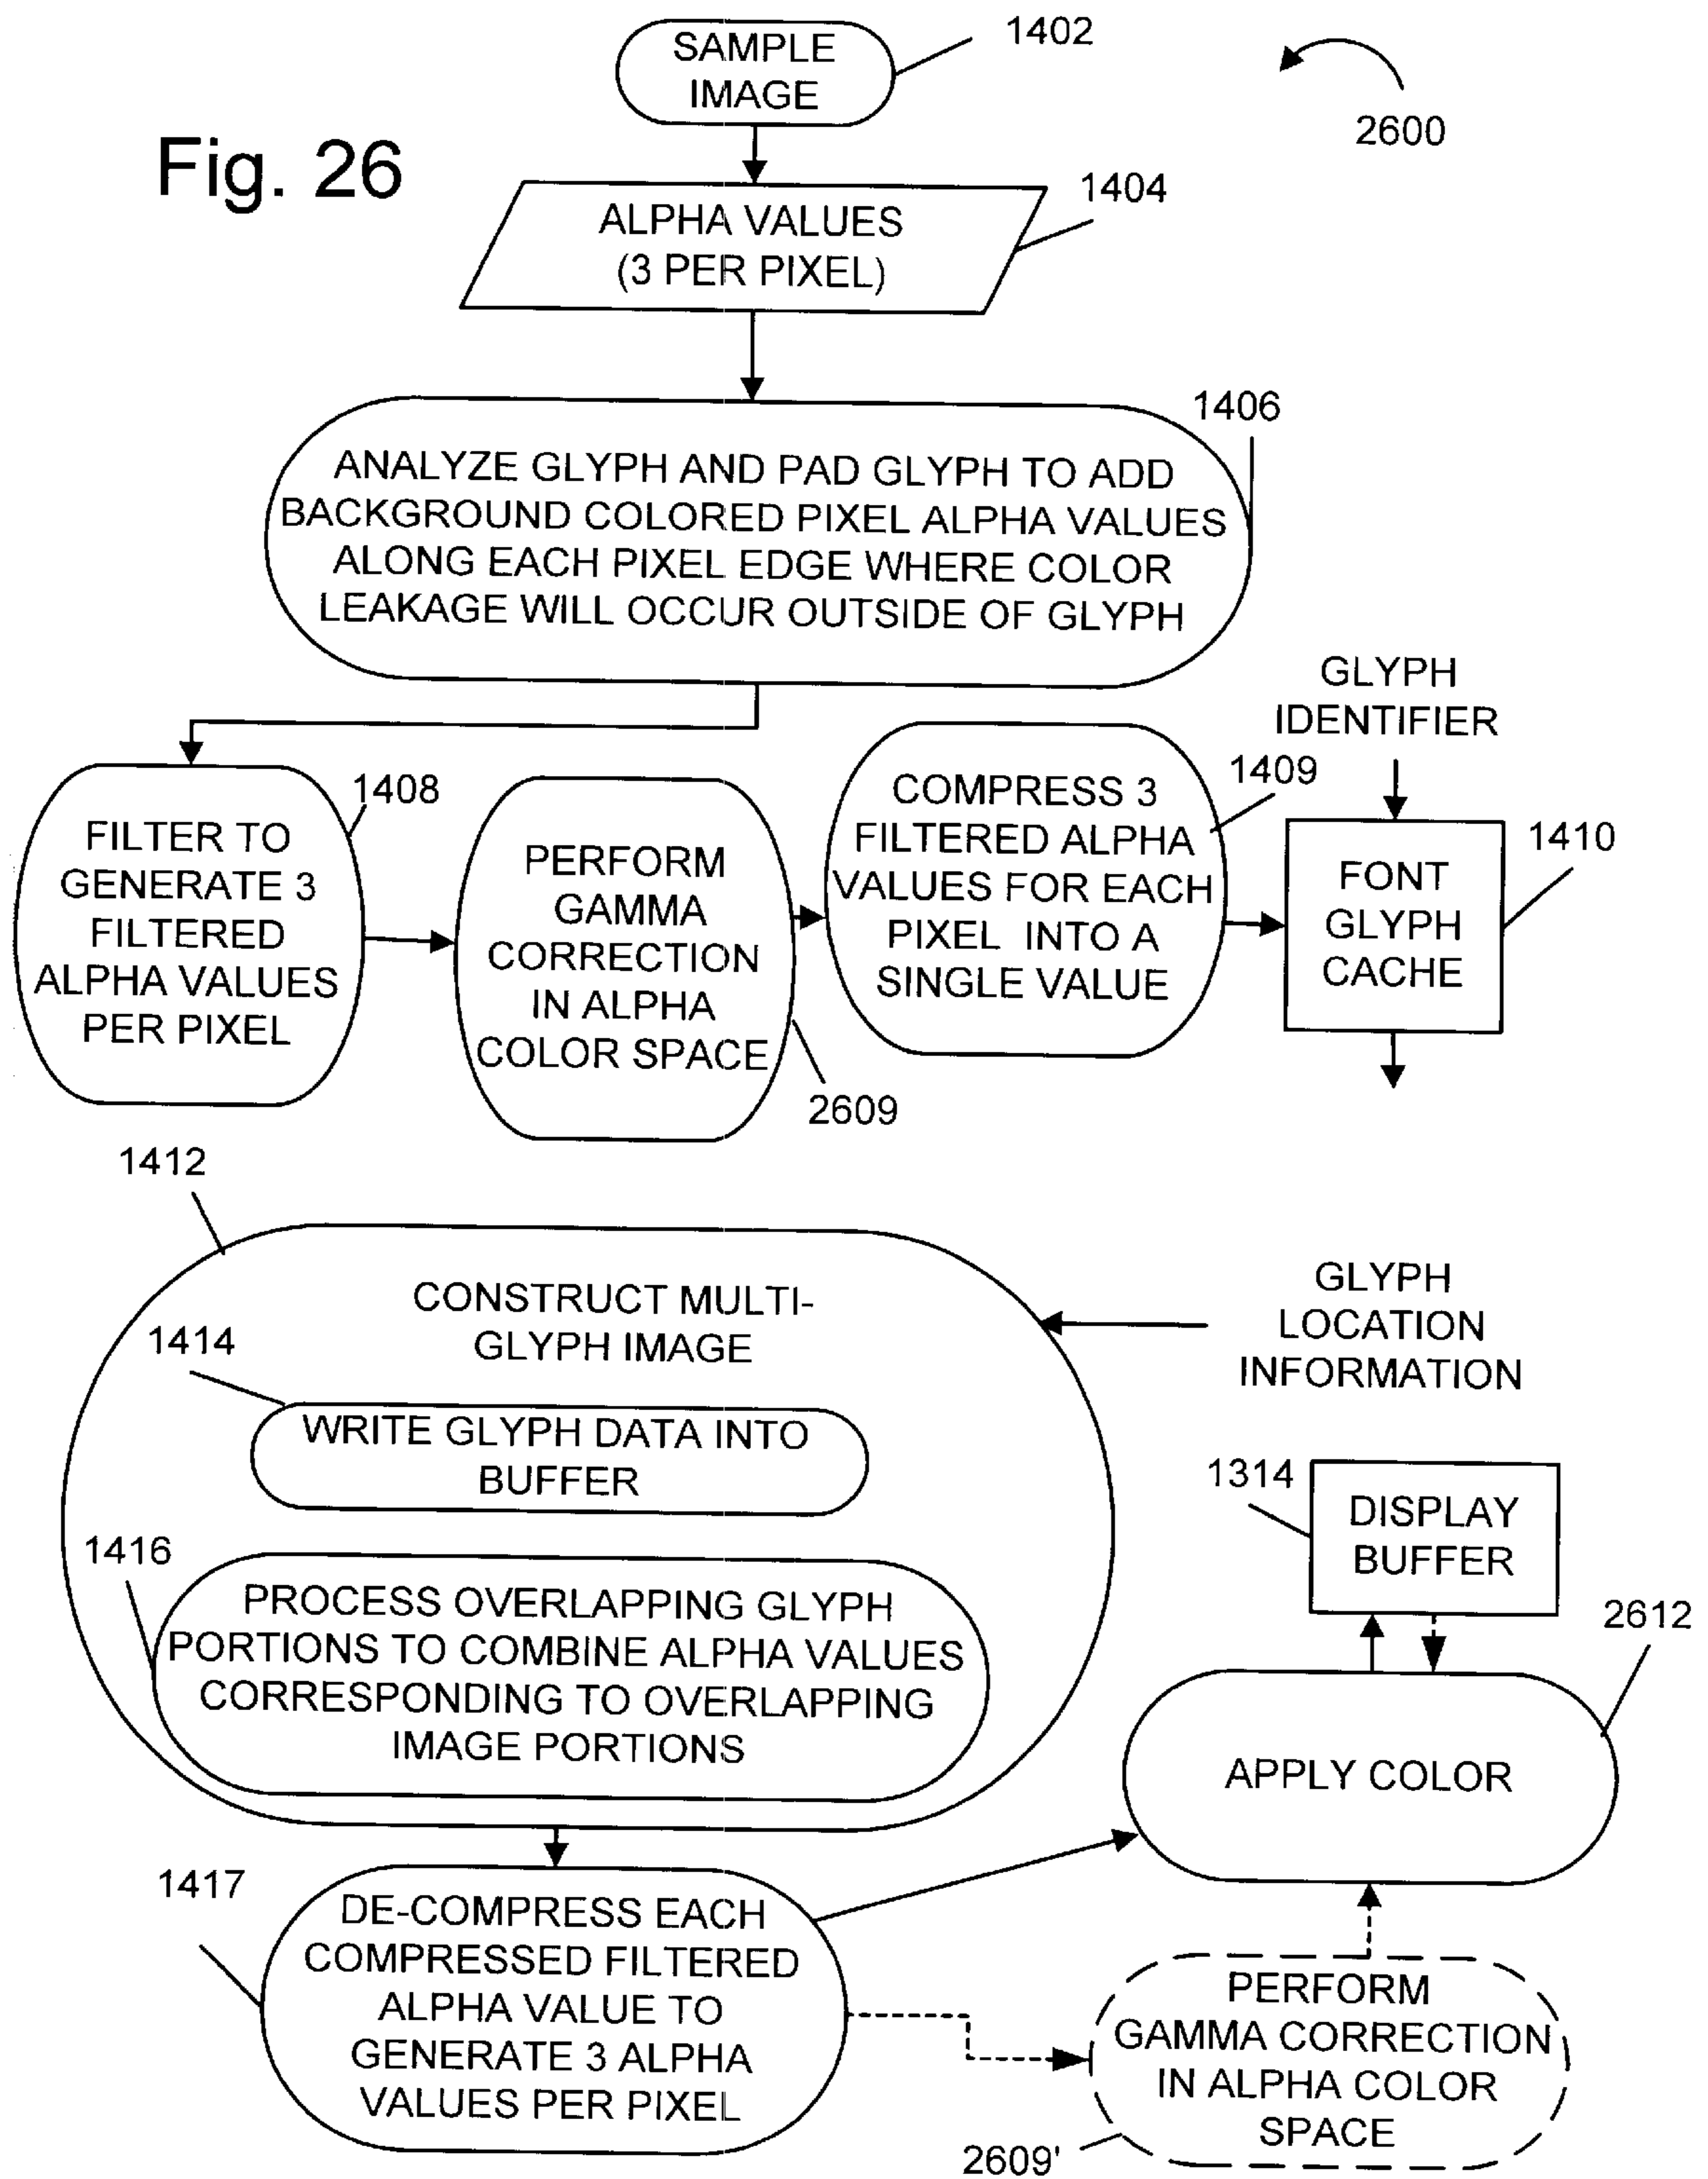 SAMPLE
IMAGE
1402
2600
Fig. 26
ALPHA VALUES
(3 PER PIXEL)
1404
1406
ANALYZE GLYPH AND PAD GLYPH TO ADD
BACKGROUND COLORED PIXEL ALPHA VALUES
ALONG EACH PIXEL EDGE WHERE COLOR
LEAKAGE WILL OCCUR OUTSIDE OF GLYPH
GLYPH
IDENTIFIER
1408
FILTER TO
GENERATE 3
FILTERED
ALPHA VALUES
PER PIXEL
PERFORM
GAMMA
CORRECTION
IN ALPHA
COLOR SPACE
2609
COMPRESS 3
FILTERED ALPHA
VALUES FOR EACH
PIXEL INTO A
SINGLE VALUE
1409
FONT
GLYPH
CACHE
1410
1412
CONSTRUCT MULTI-
GLYPH IMAGE
GLYPH
LOCATION
INFORMATION
1414
WRITE GLYPH DATA INTO
BUFFER
1416
PROCESS OVERLAPPING GLYPH
PORTIONS TO COMBINE ALPHA VALUES
CORRESPONDING TO OVERLAPPING
IMAGE PORTIONS
1314
DISPLAY
BUFFER
2612
APPLY COLOR
1417
DE-COMPRESS EACH
COMPRESSED FILTERED
ALPHA VALUE TO
GENERATE 3 ALPHA
VALUES PER PIXEL
PERFORM
GAMMA CORRECTION
IN ALPHA COLOR
SPACE
2609'